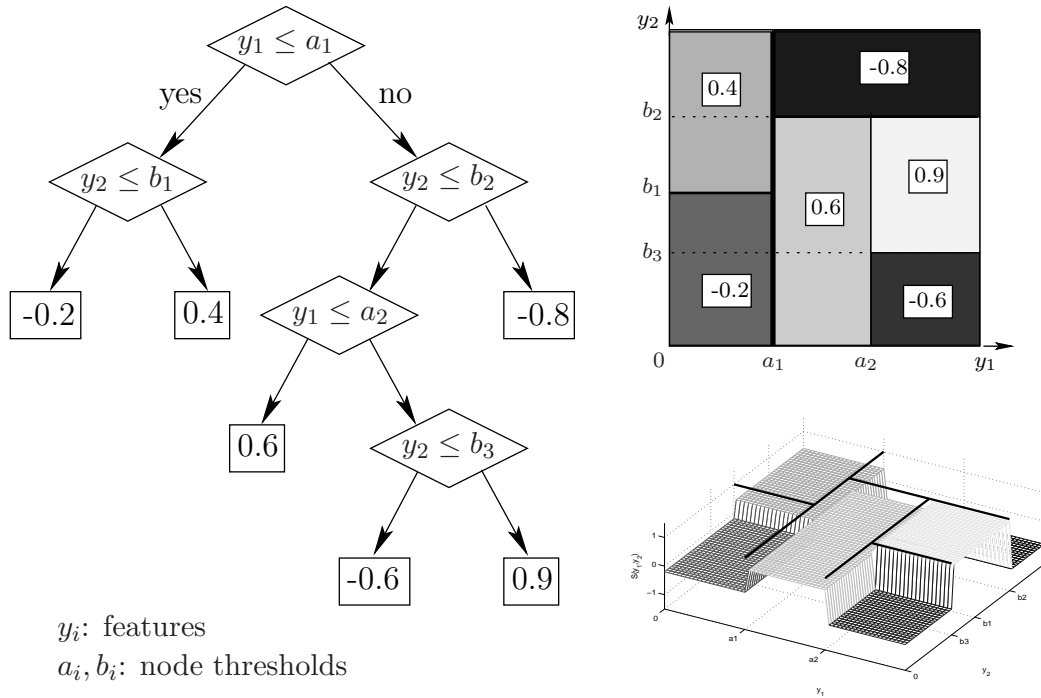 y₁ ≤ a₁
yes
no
y₂ ≤ b₁
y₂ ≤ b₂
-0.2
0.4
y₁ ≤ a₂
-0.8
0.6
y₂ ≤ b₃
-0.6
0.9
yᵢ: features
aᵢ, bᵢ: node thresholds
y₂
0.4
-0.8
b₂
b₁
0.9
0.6
b₃
-0.2
-0.6
0
a₁
a₂
y₁
S(y₁,y₂)
1
0
−1
0
a1
a2
y₁
0
b3
b1
b2
y₂